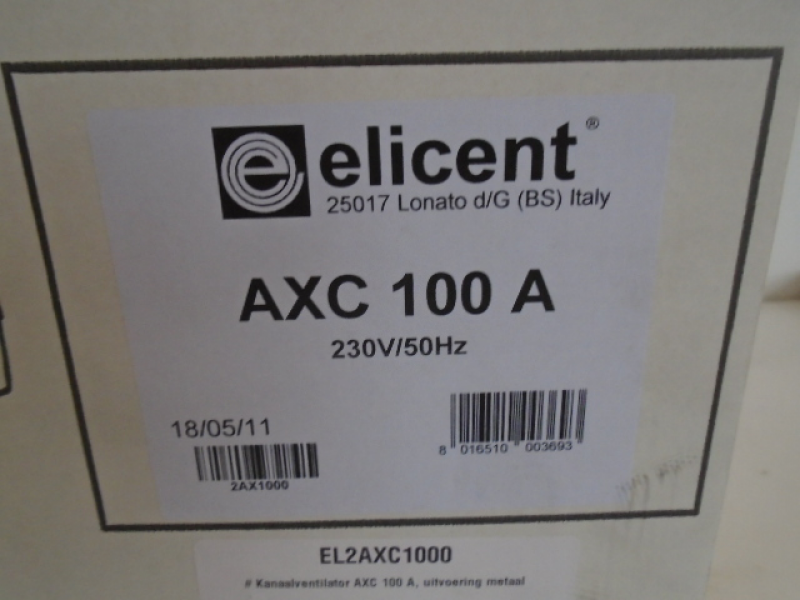 e elicent®
25017 Lonato d/G (BS) Italy
AXC 100 A
230V/50Hz
18/05/11
2AX1000
8 016510 003693
EL2AXC1000
# Kanaalventilator AXC 100 A, uitvoering metaal